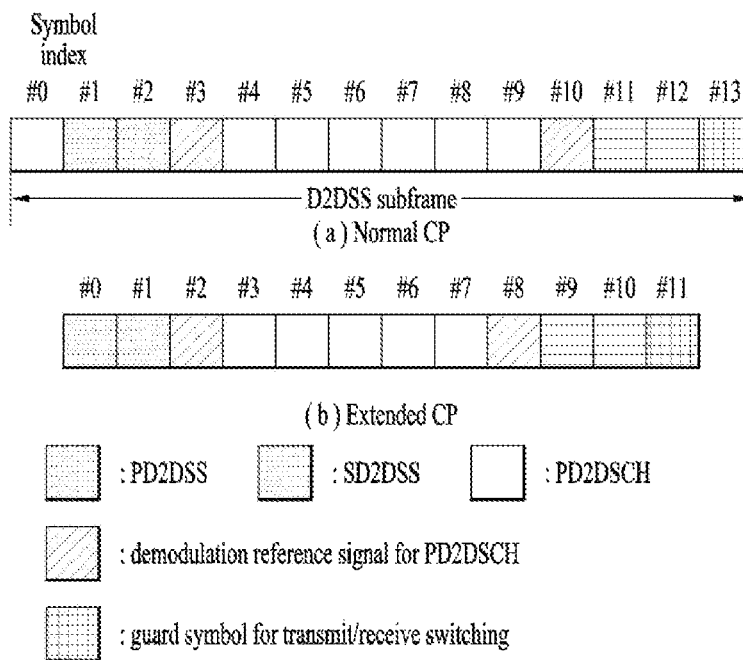 Symbol
index
#0 #1 #2 #3 #4 #5 #6 #7 #8 #9 #10 #11 #12 #13
D2DSS subframe
( a ) Normal CP
#0 #1 #2 #3 #4 #5 #6 #7 #8 #9 #10 #11
( b ) Extended CP
: PD2DSS : SD2DSS : PD2DSCH
: demodulation reference signal for PD2DSCH
: guard symbol for transmit/receive switching